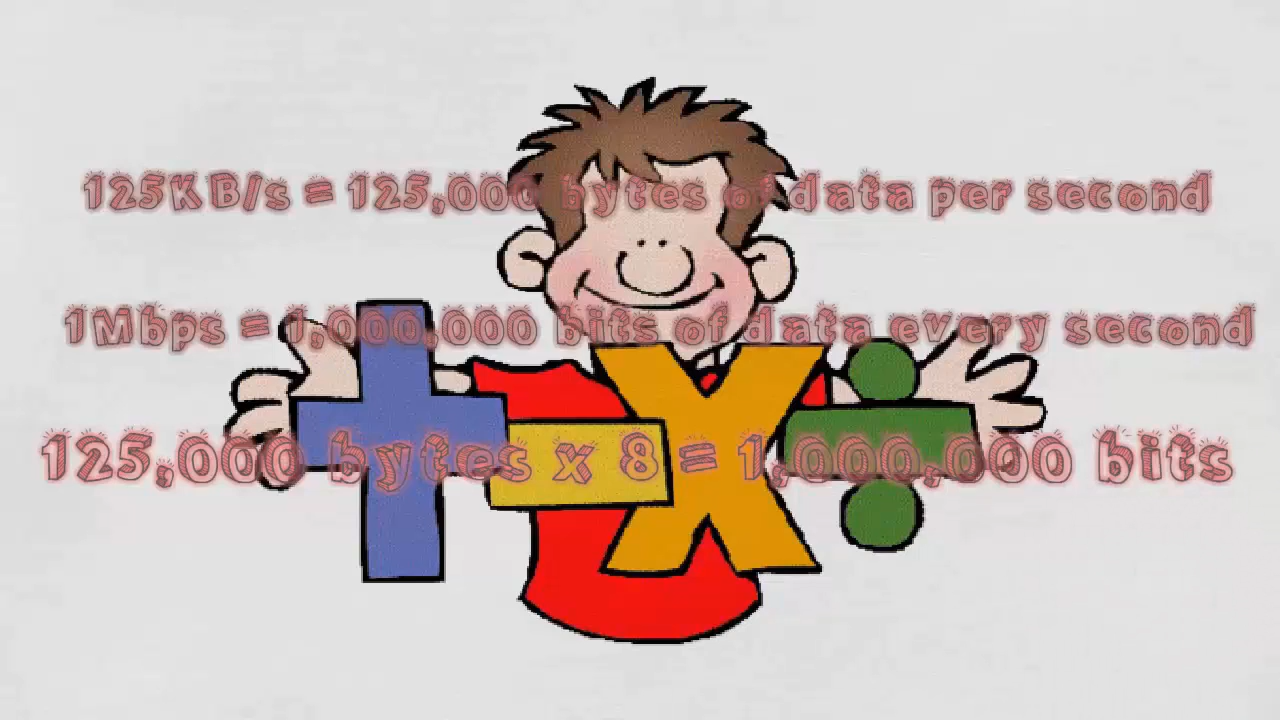 125KB/s = 125,000 bytes of data per second
1Mbps = 1,000,000 bits of data every second
125,000 bytes x 8 = 1,000,000 bits